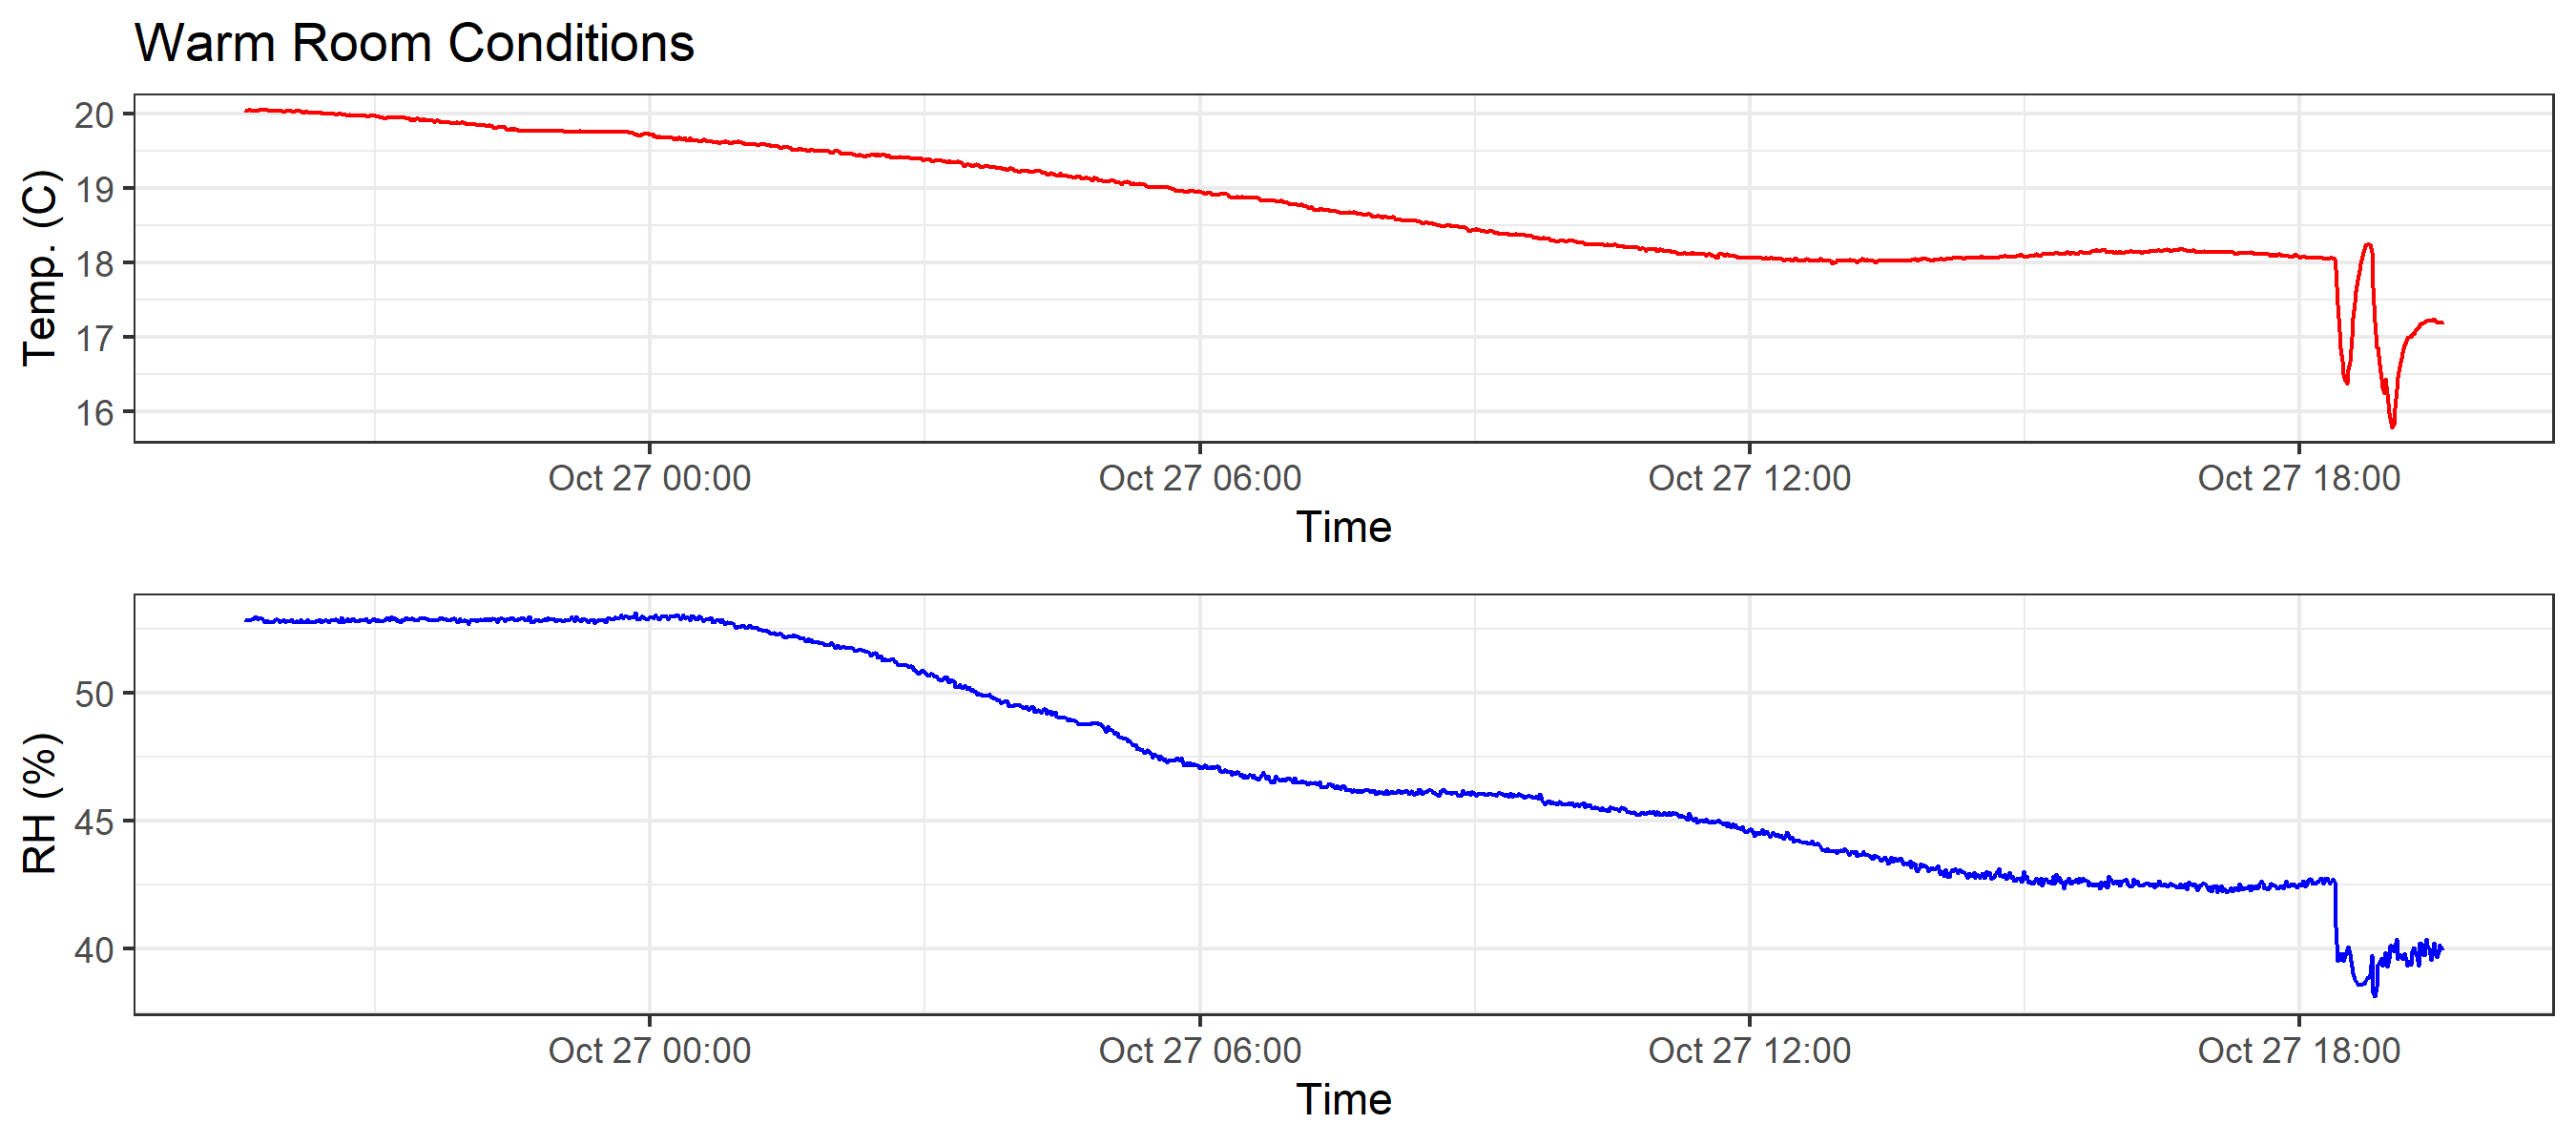 Warm Room Conditions
Temp. (C)
20
19
18
17
16
Oct 27 00:00
Oct 27 06:00
Oct 27 12:00
Oct 27 18:00
Time
RH (%)
50
45
40
Oct 27 00:00
Oct 27 06:00
Oct 27 12:00
Oct 27 18:00
Time